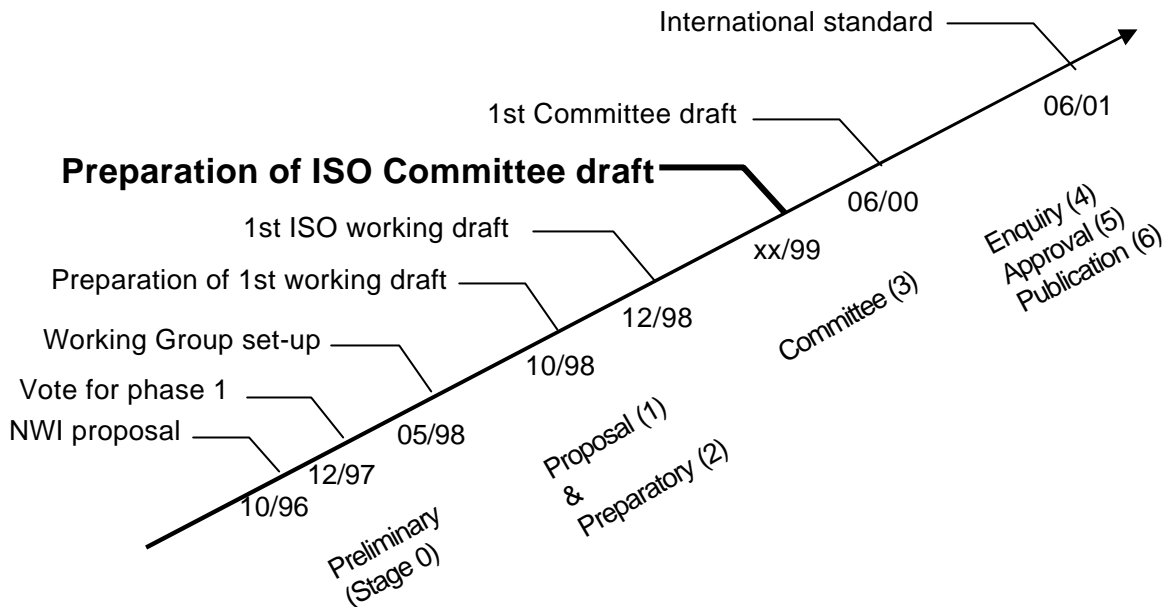 International standard
06/01
1st Committee draft
Preparation of ISO Committee draft
06/00
1st ISO working draft
xx/99
Preparation of 1st working draft
12/98
Working Group set-up
10/98
Vote for phase 1
05/98
NWI proposal
12/97
10/96
Preliminary
(Stage 0)
Proposal (1)
&
Preparatory (2)
Committee (3)
Enquiry (4)
Approval (5)
Publication (6)